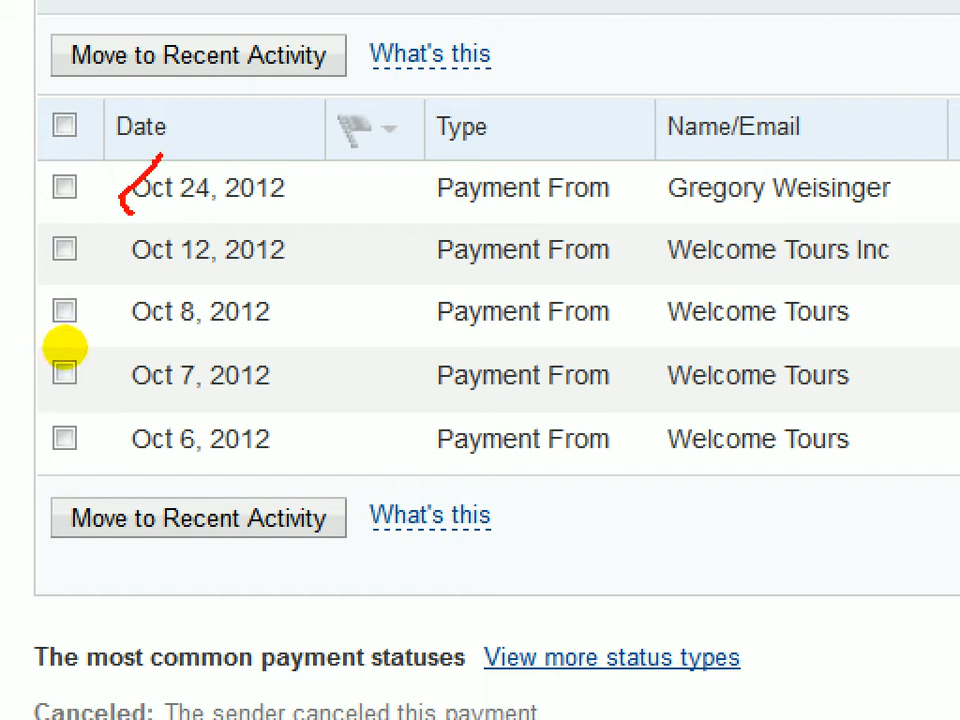 Move to Recent Activity What's this
Date Type Name/Email
Oct 24, 2012 Payment From Gregory Weisinger
Oct 12, 2012 Payment From Welcome Tours Inc
Oct 8, 2012 Payment From Welcome Tours
Oct 7, 2012 Payment From Welcome Tours
Oct 6, 2012 Payment From Welcome Tours
Move to Recent Activity What's this
The most common payment statuses View more status types
Canceled: The sender canceled this payment